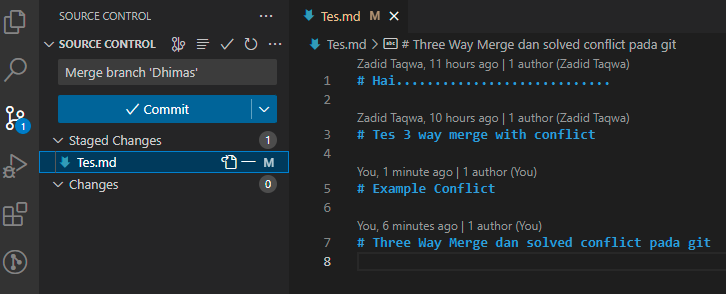 SOURCE CONTROL
SOURCE CONTROL
Merge branch 'Dhimas'
Commit
Staged Changes 1
Tes.md M
Changes 0
1
Tes.md M
Tes.md > # Three Way Merge dan solved conflict pada git
Zadid Taqwa, 11 hours ago | 1 author (Zadid Taqwa)
1 # Hai............................
2
Zadid Taqwa, 10 hours ago | 1 author (Zadid Taqwa)
3 # Tes 3 way merge with conflict
4
You, 1 minute ago | 1 author (You)
5 # Example Conflict
6
You, 6 minutes ago | 1 author (You)
7 # Three Way Merge dan solved conflict pada git
8